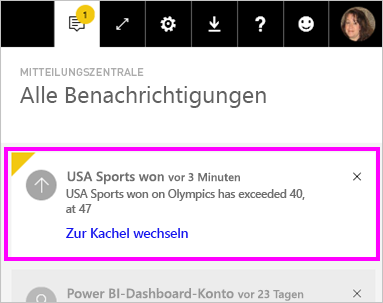 1
?
MITTEILUNGSZENTRALE
Alle Benachrichtigungen
USA Sports won vor 3 Minuten
USA Sports won on Olympics has exceeded 40,
at 47
Zur Kachel wechseln
Power BI-Dashboard-Konto vor 23 Tagen